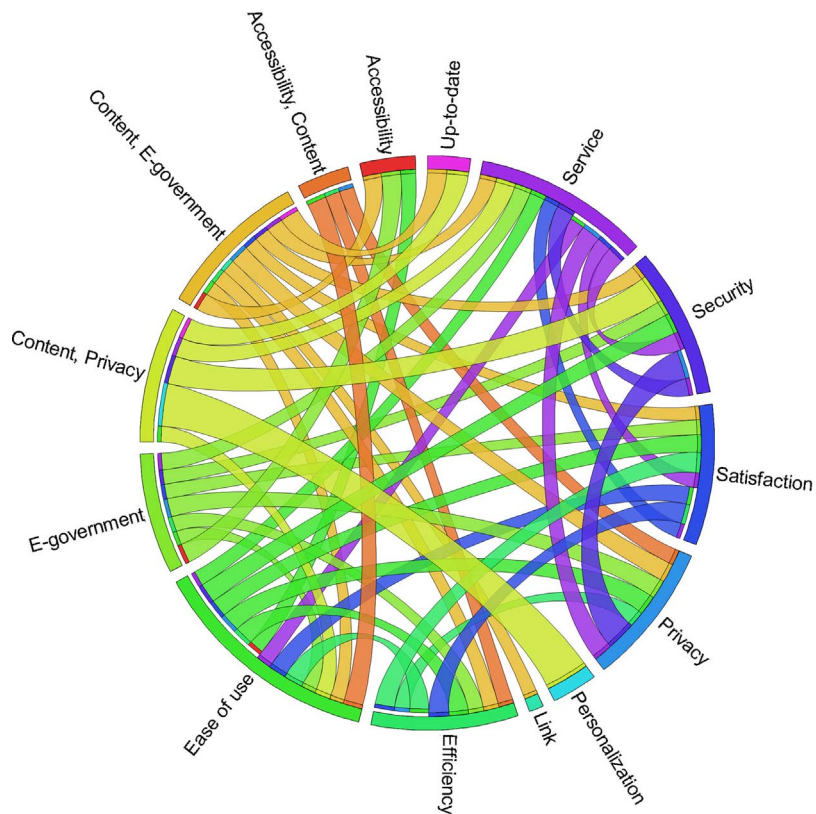 Accessibility, Content
Accessibility
Up-to-date
Service
Security
Satisfaction
Privacy
Personalization
Link
Efficiency
Ease of use
E-government
Content, Privacy
Content, E-government